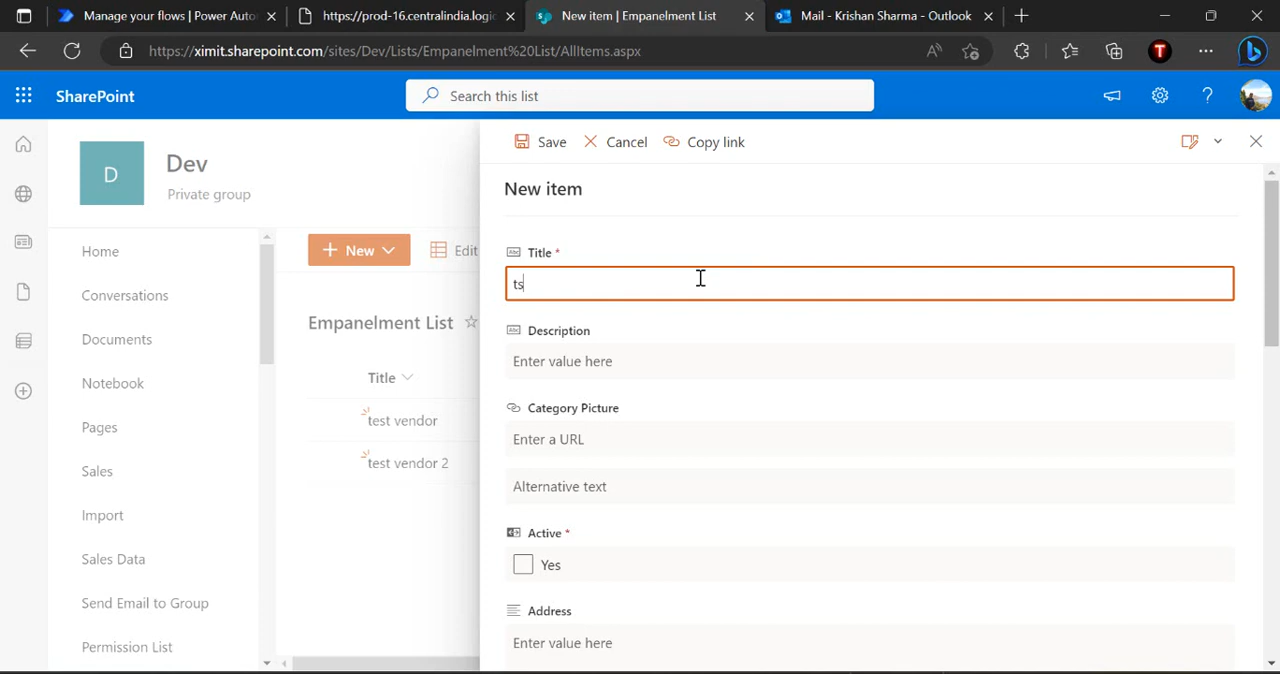 Manage your flows | Power Auto
https://prod-16.centralindia.logic
New item | Empanelment List
Mail - Krishan Sharma - Outlook
https://ximit.sharepoint.com/sites/Dev/Lists/Empanelment%20List/AllItems.aspx
T
SharePoint
Search this list
D
Dev
Private group
Save
Cancel
Copy link
New item
Home
Conversations
Documents
Notebook
Pages
Sales
Import
Sales Data
Send Email to Group
Permission List
New
Edit
Empanelment List
Title
test vendor
test vendor 2
Title *
ts
Description
Enter value here
Category Picture
Enter a URL
Alternative text
Active *
Yes
Address
Enter value here